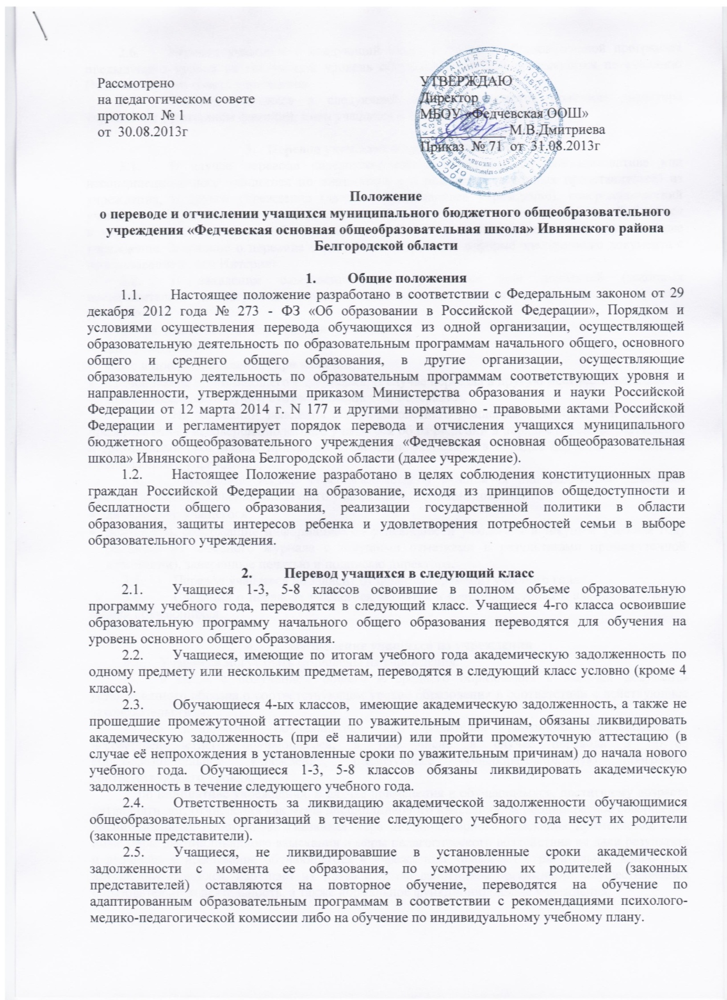 Рассмотрено
на педагогическом совете
протокол № 1
от 30.08.2013г
УТВЕРЖДАЮ
Директор
МБОУ «Федчевская ООШ»
____________ М.В.Дмитриева
Приказ № 71 от 31.08.2013г
Положение
о переводе и отчислении учащихся муниципального бюджетного общеобразовательного
учреждения «Федчевская основная общеобразовательная школа» Ивнянского района
Белгородской области
1. Общие положения
1.1. Настоящее положение разработано в соответствии с Федеральным законом от 29
декабря 2012 года № 273 - ФЗ «Об образовании в Российской Федерации», Порядком и
условиями осуществления перевода обучающихся из одной организации, осуществляющей
образовательную деятельность по образовательным программам начального общего, основного
общего и среднего общего образования, в другие организации, осуществляющие
образовательную деятельность по образовательным программам соответствующих уровня и
направленности, утвержденными приказом Министерства образования и науки Российской
Федерации от 12 марта 2014 г. N 177 и другими нормативно - правовыми актами Российской
Федерации и регламентирует порядок перевода и отчисления учащихся муниципального
бюджетного общеобразовательного учреждения «Федчевская основная общеобразовательная
школа» Ивнянского района Белгородской области (далее учреждение).
1.2. Настоящее Положение разработано в целях соблюдения конституционных прав
граждан Российской Федерации на образование, исходя из принципов общедоступности и
бесплатности общего образования, реализации государственной политики в области
образования, защиты интересов ребенка и удовлетворения потребностей семьи в выборе
образовательного учреждения.
2. Перевод учащихся в следующий класс
2.1. Учащиеся 1-3, 5-8 классов освоившие в полном объеме образовательную
программу учебного года, переводятся в следующий класс. Учащиеся 4-го класса освоившие
образовательную программу начального общего образования переводятся для обучения на
уровень основного общего образования.
2.2. Учащиеся, имеющие по итогам учебного года академическую задолженность по
одному предмету или нескольким предметам, переводятся в следующий класс условно (кроме 4
класса).
2.3. Обучающиеся 4-ых классов, имеющие академическую задолженность, а также не
прошедшие промежуточной аттестации по уважительным причинам, обязаны ликвидировать
академическую задолженность (при её наличии) или пройти промежуточную аттестацию (в
случае её непрохождения в установленные сроки по уважительным причинам) до начала нового
учебного года. Обучающиеся 1-3, 5-8 классов обязаны ликвидировать академическую
задолженность в течение следующего учебного года.
2.4. Ответственность за ликвидацию академической задолженности обучающимися
общеобразовательных организаций в течение следующего учебного года несут их родители
(законные представители).
2.5. Учащиеся, не ликвидировавшие в установленные сроки академической
задолженности с момента ее образования, по усмотрению их родителей (законных
представителей) оставляются на повторное обучение, переводятся на обучение по
адаптированным образовательным программам в соответствии с рекомендациями психолого-
медико-педагогической комиссии либо на обучение по индивидуальному учебному плану.